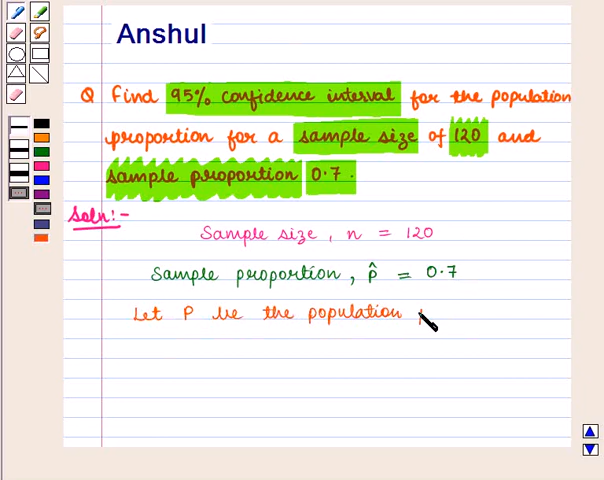 Anshul
Q Find 95% confidence interval for the population
proportion for a sample size of 120 and
sample proportion 0.7.
Soln:-
Sample size, n = 120
Sample proportion, p̂ = 0.7
Let P be the population